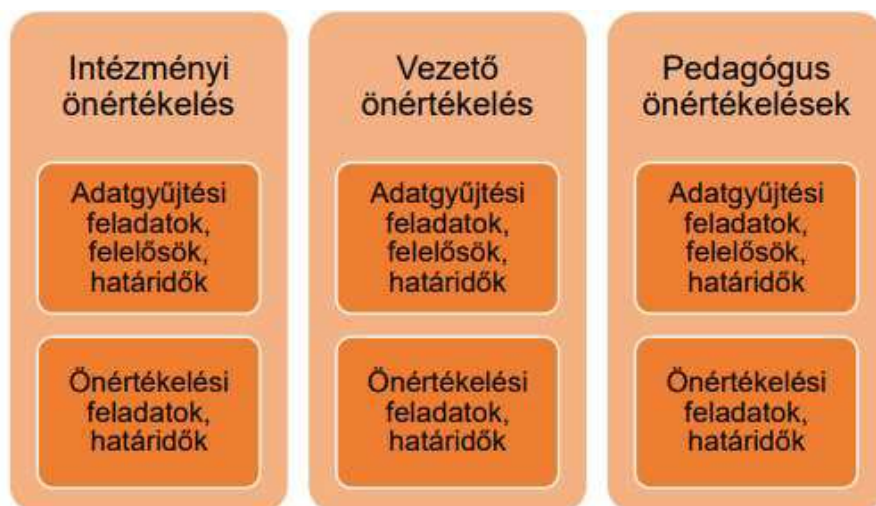 Intézményi
önértékelés
Adatgyűjtési
feladatok,
felelősök,
határidők
Önértékelési
feladatok,
határidők
Vezető
önértékelés
Adatgyűjtési
feladatok,
felelősök,
határidők
Önértékelési
feladatok,
határidők
Pedagógus
önértékelések
Adatgyűjtési
feladatok,
felelősök,
határidők
Önértékelési
feladatok,
határidők